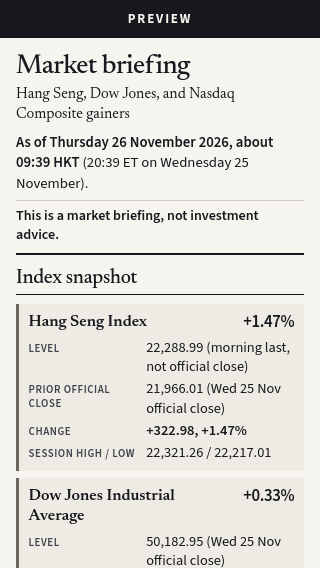 PREVIEW
Market briefing
Hang Seng, Dow Jones, and Nasdaq
Composite gainers
As of Thursday 26 November 2026, about
09:39 HKT (20:39 ET on Wednesday 25
November).
This is a market briefing, not investment
advice.
Index snapshot
Hang Seng Index +1.47%
LEVEL 22,288.99 (morning last,
not official close)
PRIOR OFFICIAL 21,966.01 (Wed 25 Nov
CLOSE official close)
CHANGE +322.98, +1.47%
SESSION HIGH / LOW 22,321.26 / 22,217.01
Dow Jones Industrial +0.33%
Average
LEVEL 50,182.95 (Wed 25 Nov
official close)